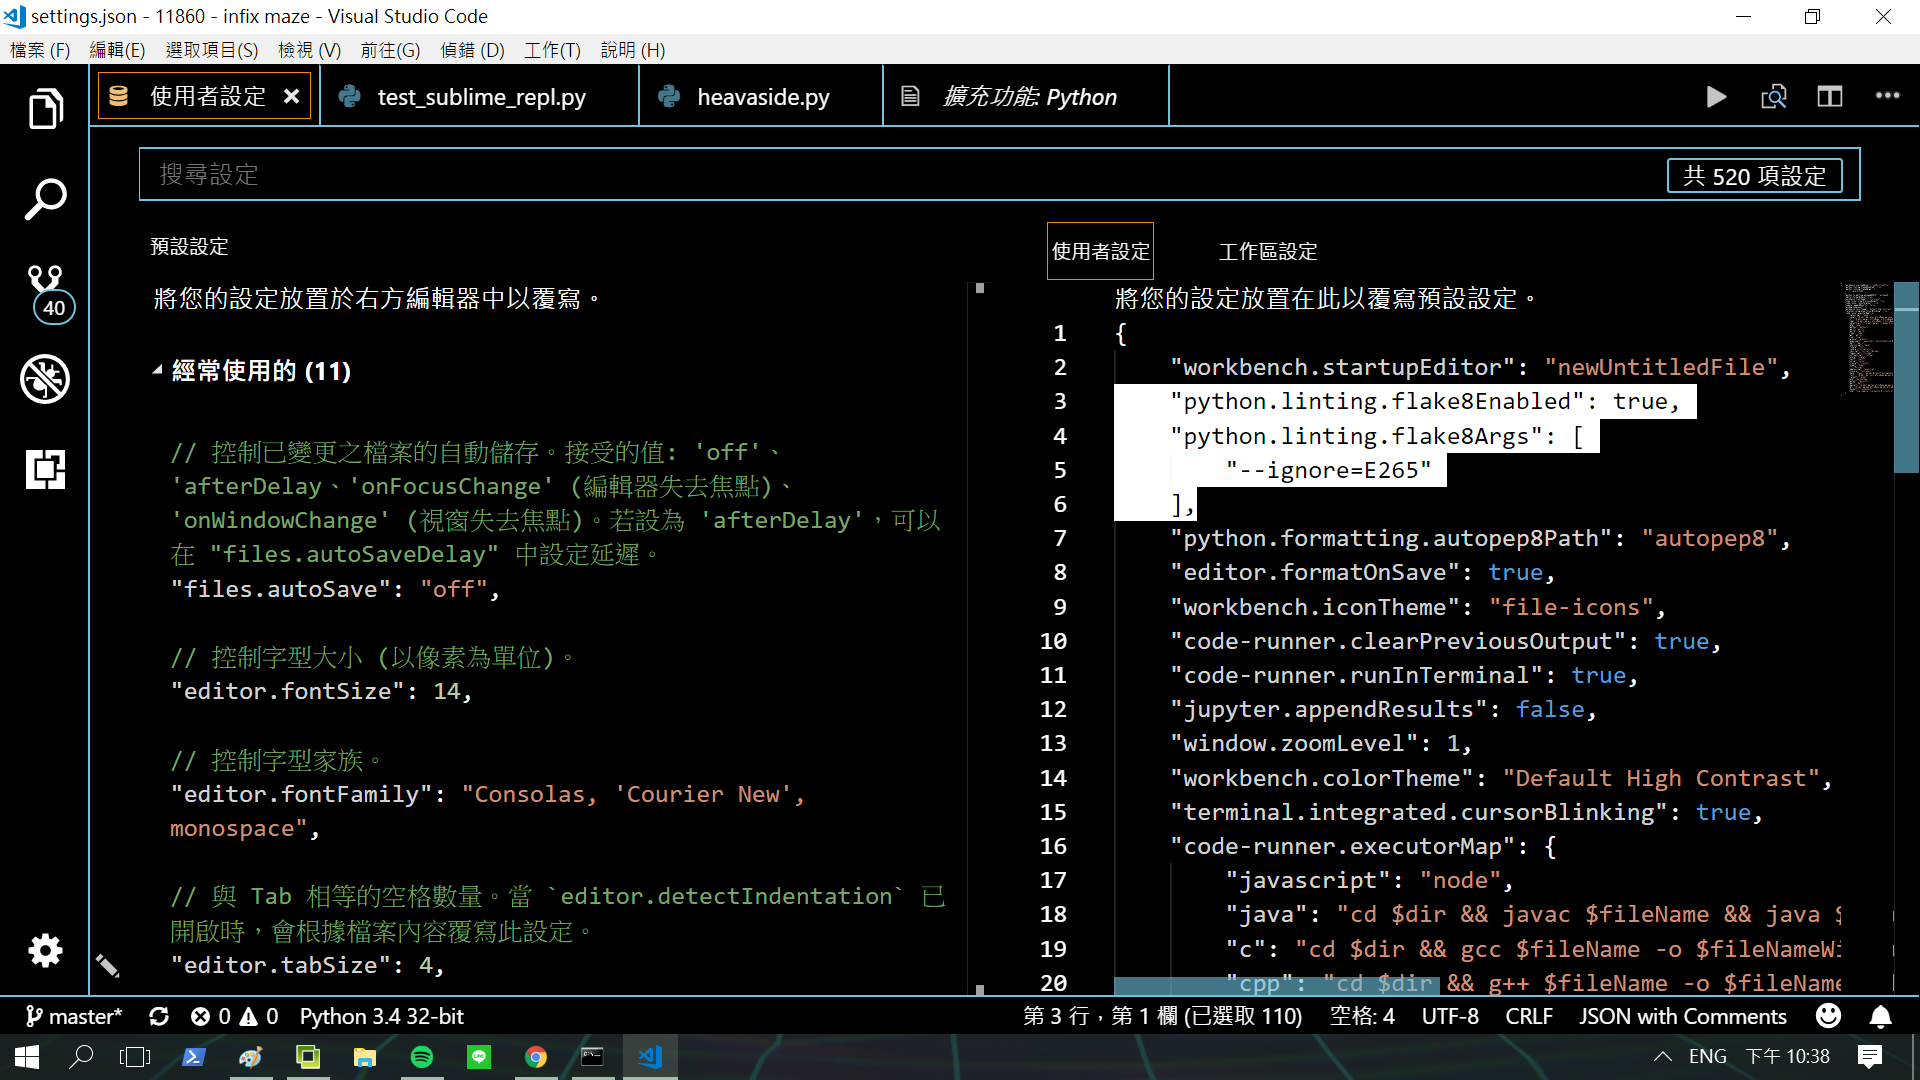 settings.json - 11860 - infix maze - Visual Studio Code
檔案 (F) 編輯(E) 選取項目(S) 檢視 (V) 前往(G) 偵錯 (D) 工作(T) 說明 (H)
使用者設定 test_sublime_repl.py heavaside.py 擴充功能: Python
搜尋設定 共 520 項設定
40
預設設定
將您的設定放置於右方編輯器中以覆寫。
經常使用的 (11)
// 控制已變更之檔案的自動儲存。接受的值: 'off'、
'afterDelay、'onFocusChange' (編輯器失去焦點)、
'onWindowChange' (視窗失去焦點)。若設為 'afterDelay'，可以
在 "files.autoSaveDelay" 中設定延遲。
"files.autoSave": "off",
// 控制字型大小 (以像素為單位)。
"editor.fontSize": 14,
// 控制字型家族。
"editor.fontFamily": "Consolas, 'Courier New',
monospace",
// 與 Tab 相等的空格數量。當 `editor.detectIndentation` 已
開啟時，會根據檔案內容覆寫此設定。
"editor.tabSize": 4,
使用者設定 工作區設定
將您的設定放置在此以覆寫預設設定。
1 {
2 "workbench.startupEditor": "newUntitledFile",
3 "python.linting.flake8Enabled": true,
4 "python.linting.flake8Args": [
5 "--ignore=E265"
6 ],
7 "python.formatting.autopep8Path": "autopep8",
8 "editor.formatOnSave": true,
9 "workbench.iconTheme": "file-icons",
10 "code-runner.clearPreviousOutput": true,
11 "code-runner.runInTerminal": true,
12 "jupyter.appendResults": false,
13 "window.zoomLevel": 1,
14 "workbench.colorTheme": "Default High Contrast",
15 "terminal.integrated.cursorBlinking": true,
16 "code-runner.executorMap": {
17 "javascript": "node",
18 "java": "cd $dir && javac $fileName && java $
19 "c": "cd $dir && gcc $fileName -o $fileNameWi
20 "cpp": "cd $dir && g++ $fileName -o $fileName
master* 0 0 Python 3.4 32-bit 第 3 行，第 1 欄 (已選取 110) 空格: 4 UTF-8 CRLF JSON with Comments
ENG 下午 10:38